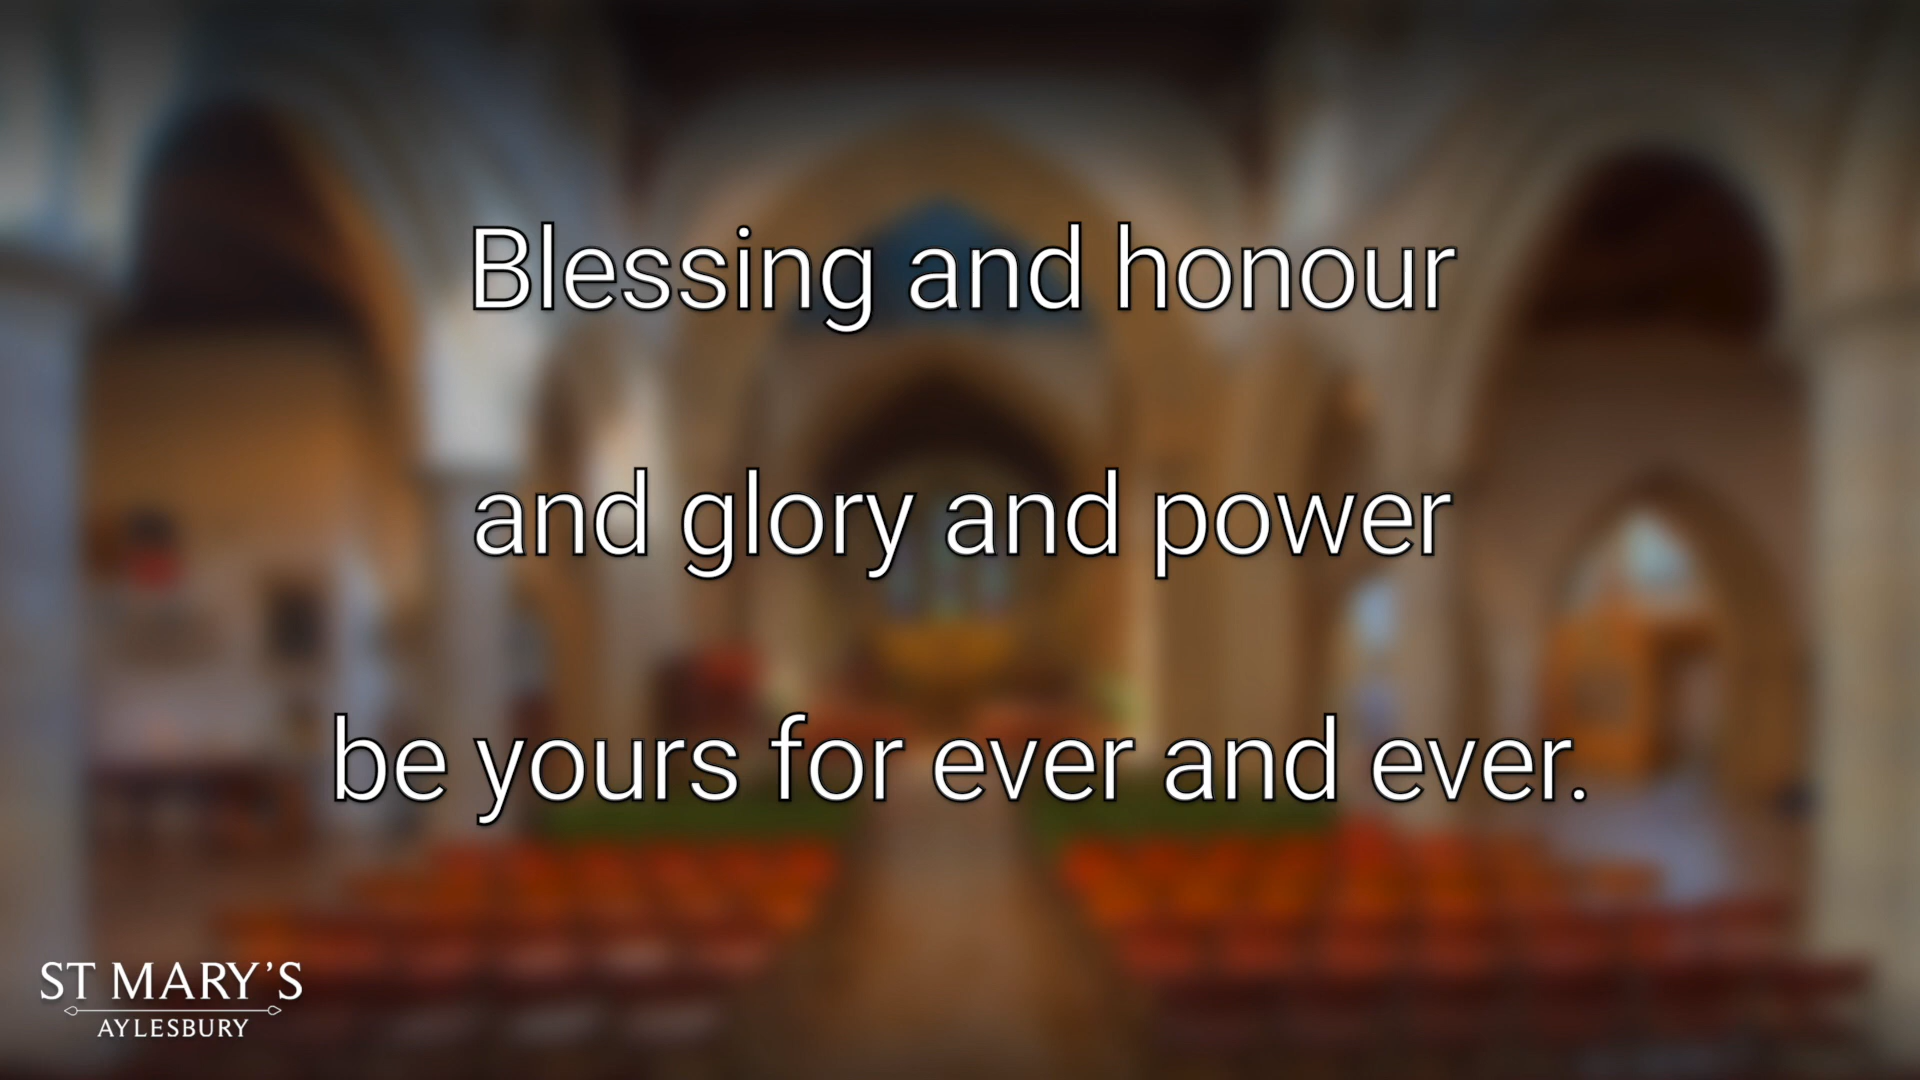 Blessing and honour
and glory and power
be yours for ever and ever.
ST MARY'S
AYLESBURY